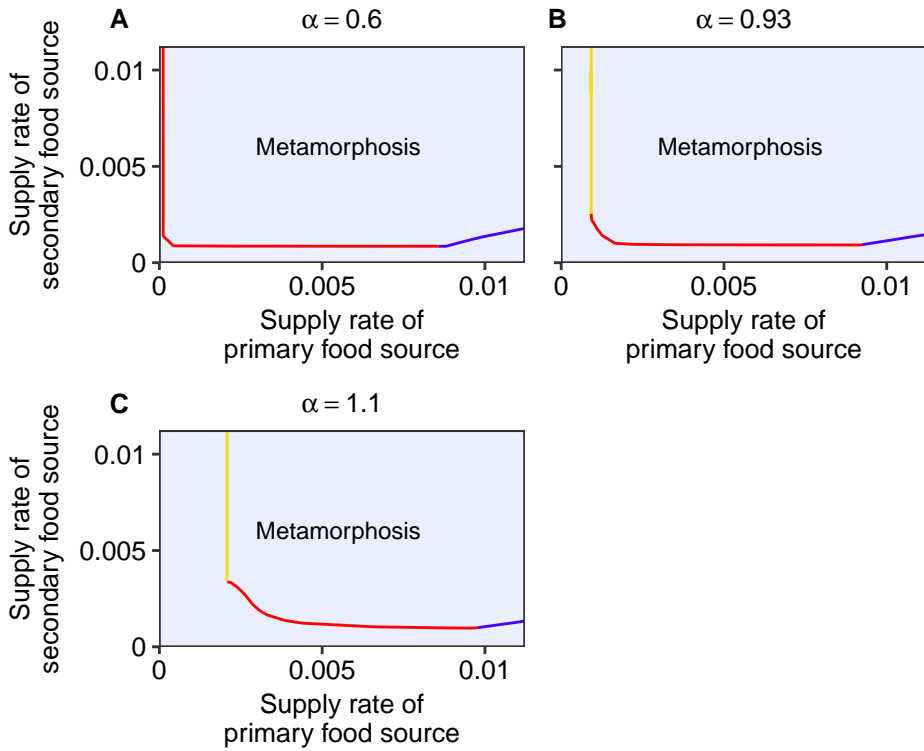 A
α = 0.6
Supply rate of
secondary food source
0.01
0.005
0
Metamorphosis
0
0.005
0.01
Supply rate of
primary food source
B
α = 0.93
Metamorphosis
0
0.005
0.01
Supply rate of
primary food source
C
α = 1.1
Supply rate of
secondary food source
0.01
0.005
0
Metamorphosis
0
0.005
0.01
Supply rate of
primary food source